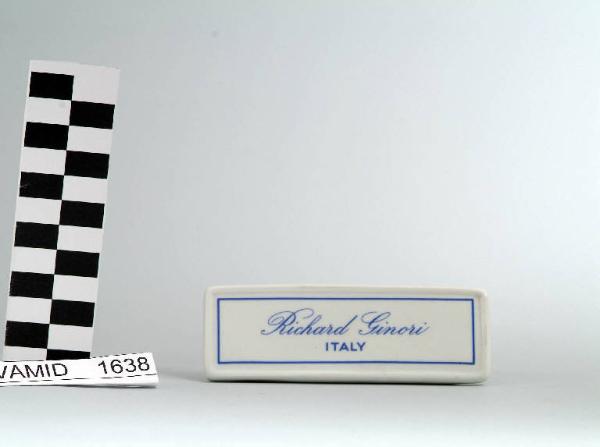 Richard Ginori
ITALY
VAMID 1638